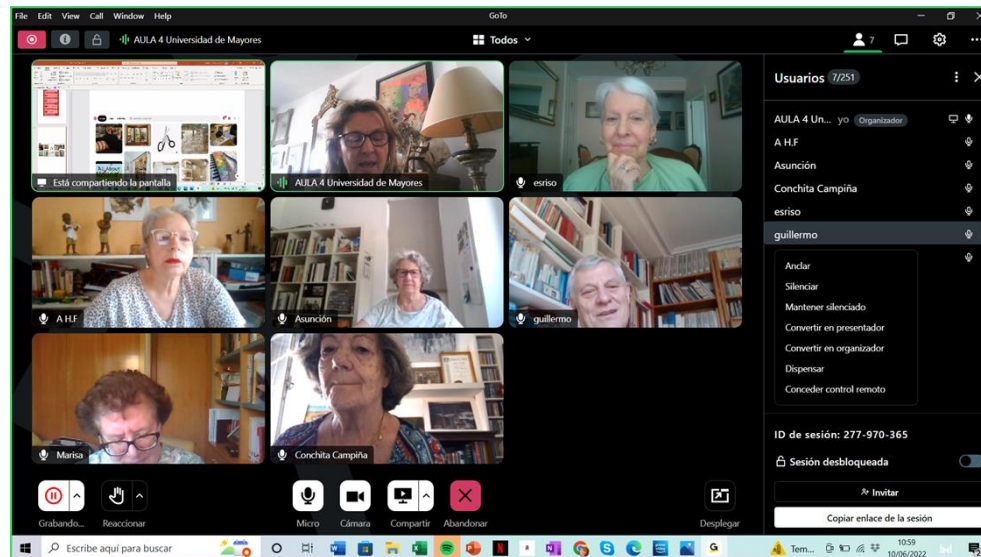 File Edit View Call Window Help
GoTo
AULA 4 Universidad de Mayores
Todos
7
Está compartiendo la pantalla
AULA 4 Universidad de Mayores
esriso
A H.F
Asunción
guillermo
Marisa
Conchita Campiña
Usuarios 7/251
AULA 4 Un... yo Organizador
A H.F
Asunción
Conchita Campiña
esriso
guillermo
Anclar
Silenciar
Mantener silenciado
Convertir en presentador
Convertir en organizador
Dispensar
Conceder control remoto
ID de sesión: 277-970-365
Sesión desbloqueada
Invitar
Copiar enlace de la sesión
Grabando...
Reaccionar
Micro
Cámara
Compartir
Abandonar
Desplegar
Escribe aquí para buscar
Tem...
10:59
10/06/2022